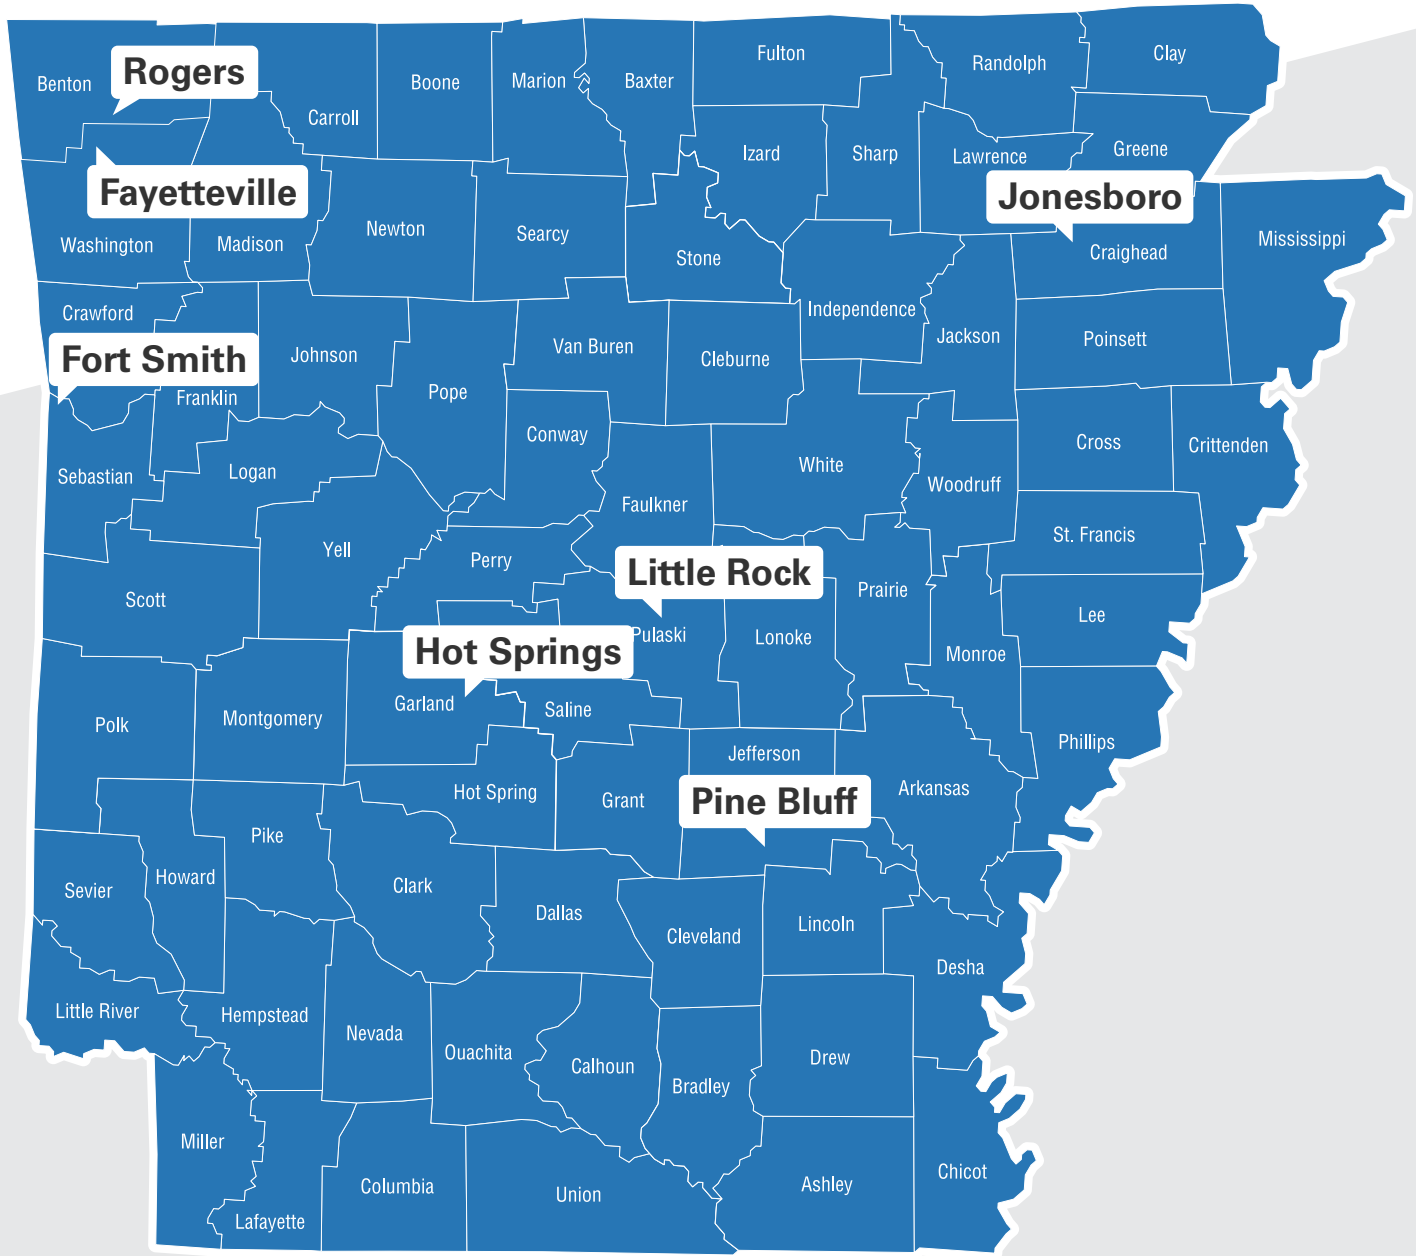 Benton
Rogers
Carroll
Boone
Marion
Baxter
Fulton
Randolph
Clay
Izard
Sharp
Lawrence
Greene
Fayetteville
Jonesboro
Washington
Madison
Newton
Searcy
Stone
Craighead
Mississippi
Crawford
Independence
Jackson
Poinsett
Fort Smith
Johnson
Van Buren
Cleburne
Franklin
Pope
Conway
Cross
Crittenden
Sebastian
Logan
White
Woodruff
Faulkner
Yell
St. Francis
Perry
Little Rock
Prairie
Scott
Lee
Pulaski
Lonoke
Hot Springs
Monroe
Polk
Montgomery
Garland
Saline
Phillips
Jefferson
Hot Spring
Grant
Pine Bluff
Arkansas
Pike
Sevier
Howard
Clark
Dallas
Cleveland
Lincoln
Desha
Little River
Hempstead
Nevada
Ouachita
Calhoun
Bradley
Drew
Miller
Lafayette
Columbia
Union
Ashley
Chicot